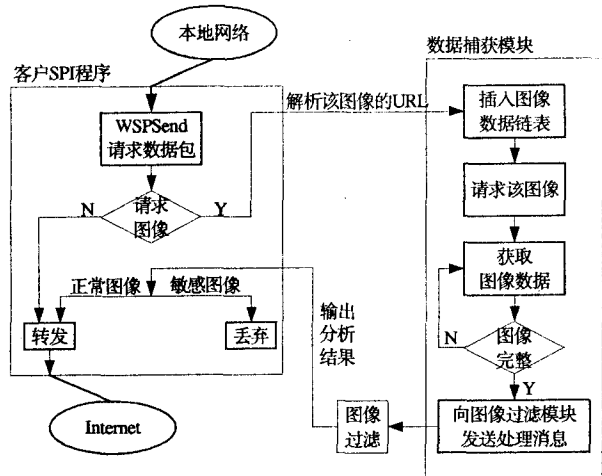 本地网络
数据捕获模块
客户SPI程序
解析该图像的URL
插入图像
数据链表
WSPSend
请求数据包
请求该图像
N
请求
图像
Y
获取
图像数据
正常图像
敏感图像
输出
分析
结果
转发
丢弃
N
图像
完整
Y
Internet
图像
过滤
向图像过滤模块
发送处理消息